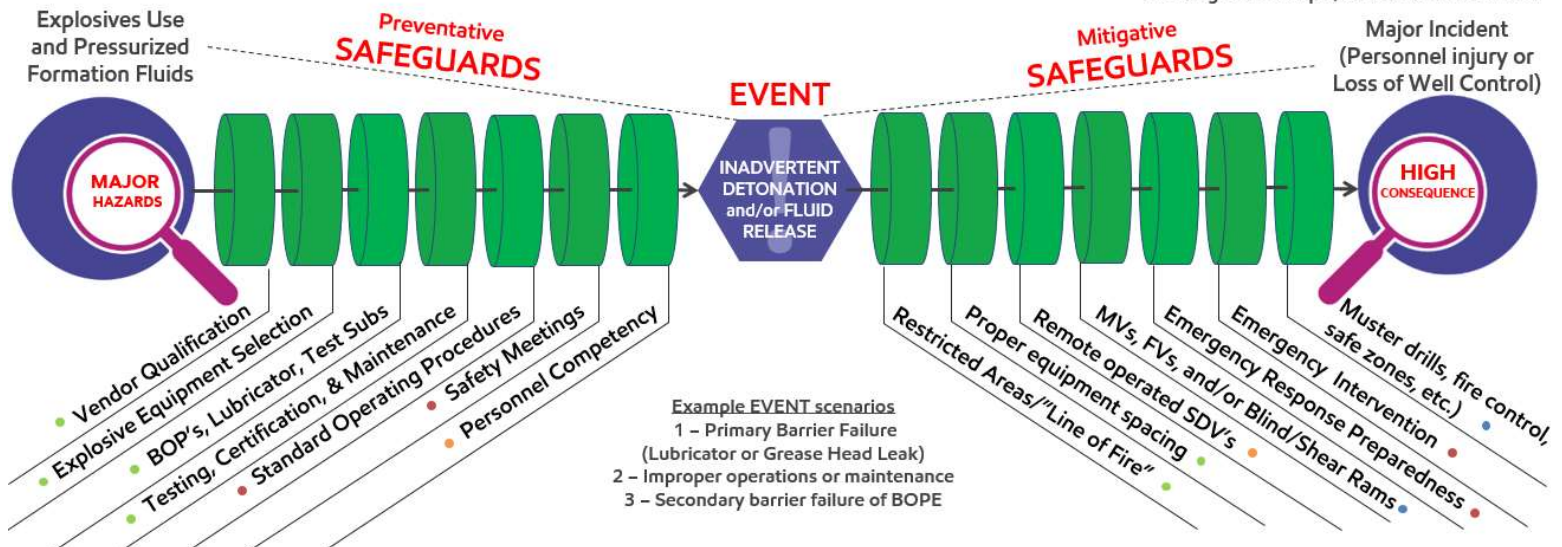 Explosives Use
and Pressurized
Formation Fluids
Preventative
SAFEGUARDS
EVENT
Mitigative
SAFEGUARDS
Major Incident
(Personnel injury or
Loss of Well Control)
MAJOR
HAZARDS
INADVERTENT
DETONATION
and/or FLUID
RELEASE
HIGH
CONSEQUENCE
Vendor Qualification
Explosive Equipment Selection
BOP's, Lubricator, Test Subs
Testing, Certification, & Maintenance
Standard Operating Procedures
Safety Meetings
Personnel Competency
Example EVENT scenarios
1 – Primary Barrier Failure
(Lubricator or Grease Head Leak)
2 – Improper operations or maintenance
3 – Secondary barrier failure of BOPE
Restricted Areas/"Line of Fire"
Proper equipment spacing
Remote operated SDV's
MVs, FVs, and/or Blind/Shear Rams
Emergency Response Preparedness
Emergency Intervention
Muster drills, fire control,
safe zones, etc.)